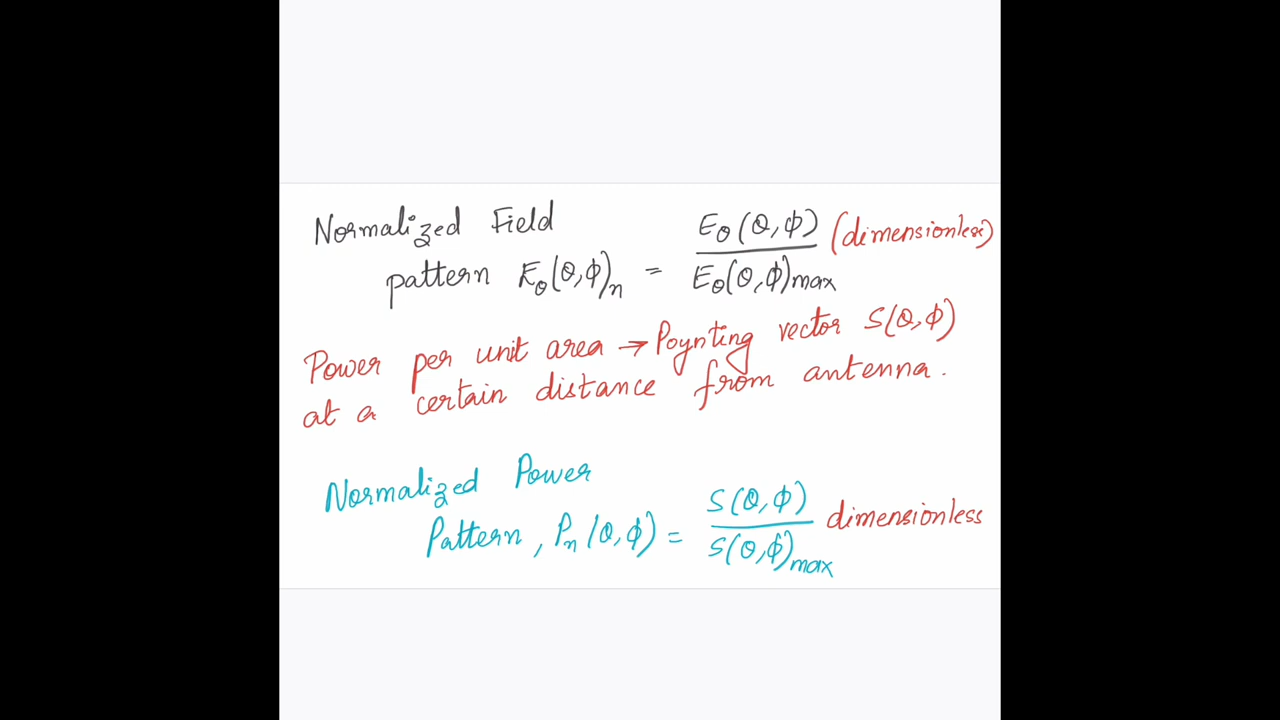 Normalized Field
pattern Eθ(θ,ϕ)n = Eθ(θ,ϕ) / Eθ(θ,ϕ)max (dimensionless)
Power per unit area → Poynting vector S(θ,ϕ)
at a certain distance from antenna.
Normalized Power
Pattern, Pn(θ,ϕ) = S(θ,ϕ) / S(θ,ϕ)max dimensionless